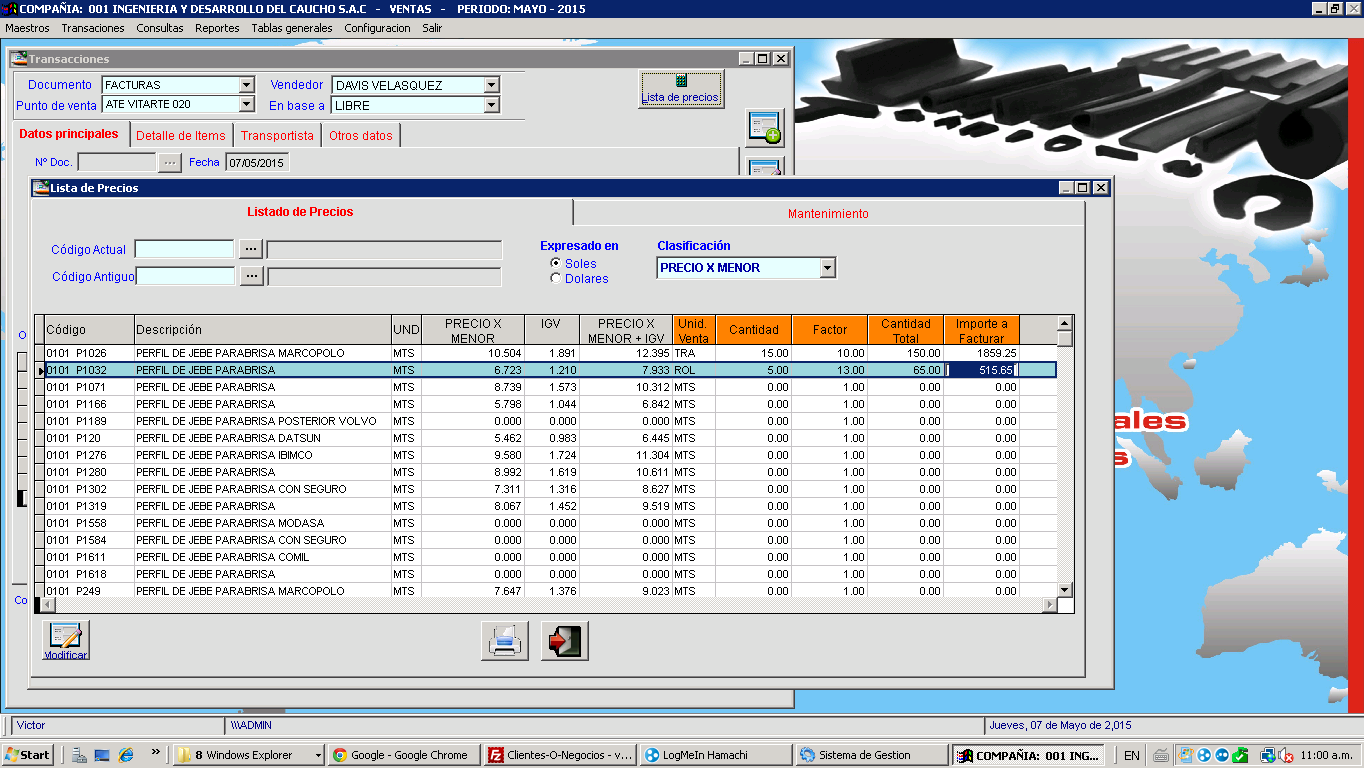 COMPAÑIA: 001 INGENIERIA Y DESARROLLO DEL CAUCHO S.A.C - VENTAS - PERIODO: MAYO - 2015
Maestros Transaciones Consultas Reportes Tablas generales Configuracion Salir
Transacciones
Documento FACTURAS Vendedor DAVIS VELASQUEZ
Lista de precios
Punto de venta ATE VITARTE 020 En base a LIBRE
Datos principales Detalle de Items Transportista Otros datos
Nº Doc. ... Fecha 07/05/2015
Lista de Precios
Listado de Precios Mantenimiento
Código Actual ... Expresado en Clasificación
Soles PRECIO X MENOR
Código Antiguo ... Dolares
Código Descripción UND PRECIO X MENOR IGV PRECIO X MENOR + IGV Unid. Venta Cantidad Factor Cantidad Total Importe a Facturar
0101 P1026 PERFIL DE JEBE PARABRISA MARCOPOLO MTS 10.504 1.891 12.395 TRA 15.00 10.00 150.00 1859.25
0101 P1032 PERFIL DE JEBE PARABRISA MTS 6.723 1.210 7.933 ROL 5.00 13.00 65.00 515.65
0101 P1071 PERFIL DE JEBE PARABRISA MTS 8.739 1.573 10.312 MTS 0.00 1.00 0.00 0.00
0101 P1166 PERFIL DE JEBE PARABRISA MTS 5.798 1.044 6.842 MTS 0.00 1.00 0.00 0.00
0101 P1189 PERFIL DE JEBE PARABRISA POSTERIOR VOLVO MTS 0.000 0.000 0.000 MTS 0.00 1.00 0.00 0.00
0101 P120 PERFIL DE JEBE PARABRISA DATSUN MTS 5.462 0.983 6.445 MTS 0.00 1.00 0.00 0.00
0101 P1276 PERFIL DE JEBE PARABRISA IBIMCO MTS 9.580 1.724 11.304 MTS 0.00 1.00 0.00 0.00
0101 P1280 PERFIL DE JEBE PARABRISA MTS 8.992 1.619 10.611 MTS 0.00 1.00 0.00 0.00
0101 P1302 PERFIL DE JEBE PARABRISA CON SEGURO MTS 7.311 1.316 8.627 MTS 0.00 1.00 0.00 0.00
0101 P1319 PERFIL DE JEBE PARABRISA MTS 8.067 1.452 9.519 MTS 0.00 1.00 0.00 0.00
0101 P1558 PERFIL DE JEBE PARABRISA MODASA MTS 0.000 0.000 0.000 MTS 0.00 1.00 0.00 0.00
0101 P1584 PERFIL DE JEBE PARABRISA CON SEGURO MTS 0.000 0.000 0.000 MTS 0.00 1.00 0.00 0.00
0101 P1611 PERFIL DE JEBE PARABRISA COMIL MTS 0.000 0.000 0.000 MTS 0.00 1.00 0.00 0.00
0101 P1618 PERFIL DE JEBE PARABRISA MTS 0.000 0.000 0.000 MTS 0.00 1.00 0.00 0.00
0101 P249 PERFIL DE JEBE PARABRISA MARCOPOLO MTS 7.647 1.376 9.023 MTS 0.00 1.00 0.00 0.00
O
Co
ales
s
Modificar
Victor \\\ADMIN Jueves, 07 de Mayo de 2,015
Start » 8 Windows Explorer Google - Google Chrome Clientes-O-Negocios - v... LogMeIn Hamachi Sistema de Gestion COMPAÑIA: 001 ING... EN 11:00 a.m.